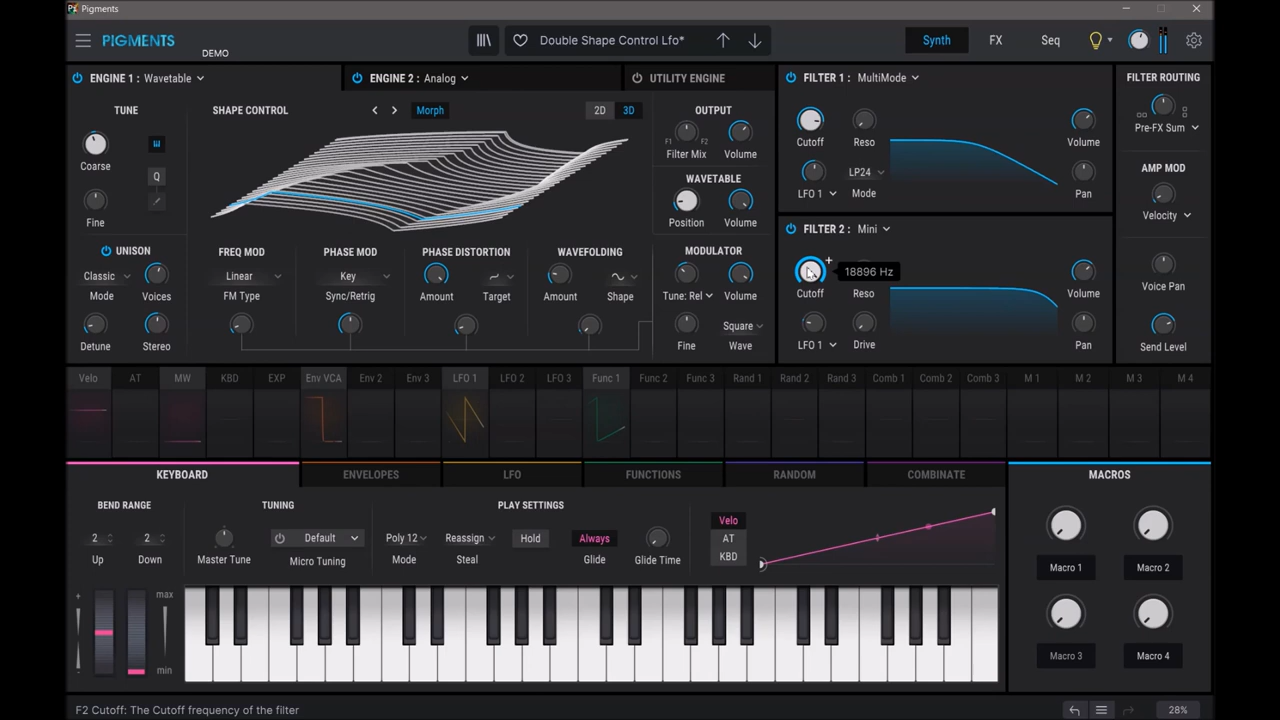 Pigments
PIGMENTS
DEMO
Double Shape Control Lfo*
Synth
FX
Seq
ENGINE 1: Wavetable
ENGINE 2: Analog
UTILITY ENGINE
TUNE
Coarse
Q
Fine
SHAPE CONTROL
Morph
2D
3D
UNISON
Classic
Mode
Voices
Detune
Stereo
FREQ MOD
Linear
FM Type
PHASE MOD
Key
Sync/Retrig
PHASE DISTORTION
Amount
Target
WAVEFOLDING
Amount
Shape
OUTPUT
F1
F2
Filter Mix
Volume
WAVETABLE
Position
Volume
MODULATOR
Tune: Rel
Volume
Fine
Square
Wave
FILTER 1: MultiMode
Cutoff
Reso
LFO 1
LP24
Mode
Volume
Pan
FILTER 2: Mini
+
18896 Hz
Cutoff
Reso
LFO 1
Drive
Volume
Pan
FILTER ROUTING
Pre-FX Sum
AMP MOD
Velocity
Voice Pan
Send Level
Velo
AT
MW
KBD
EXP
Env VCA
Env 2
Env 3
LFO 1
LFO 2
LFO 3
Func 1
Func 2
Func 3
Rand 1
Rand 2
Rand 3
Comb 1
Comb 2
Comb 3
M 1
M 2
M 3
M 4
KEYBOARD
ENVELOPES
LFO
FUNCTIONS
RANDOM
COMBINATE
MACROS
BEND RANGE
2
2
Up
Down
TUNING
Default
Master Tune
Micro Tuning
PLAY SETTINGS
Poly 12
Reassign
Hold
Always
Mode
Steal
Glide
Glide Time
Velo
AT
KBD
Macro 1
Macro 2
Macro 3
Macro 4
+
-
max
min
F2 Cutoff: The Cutoff frequency of the filter
28%